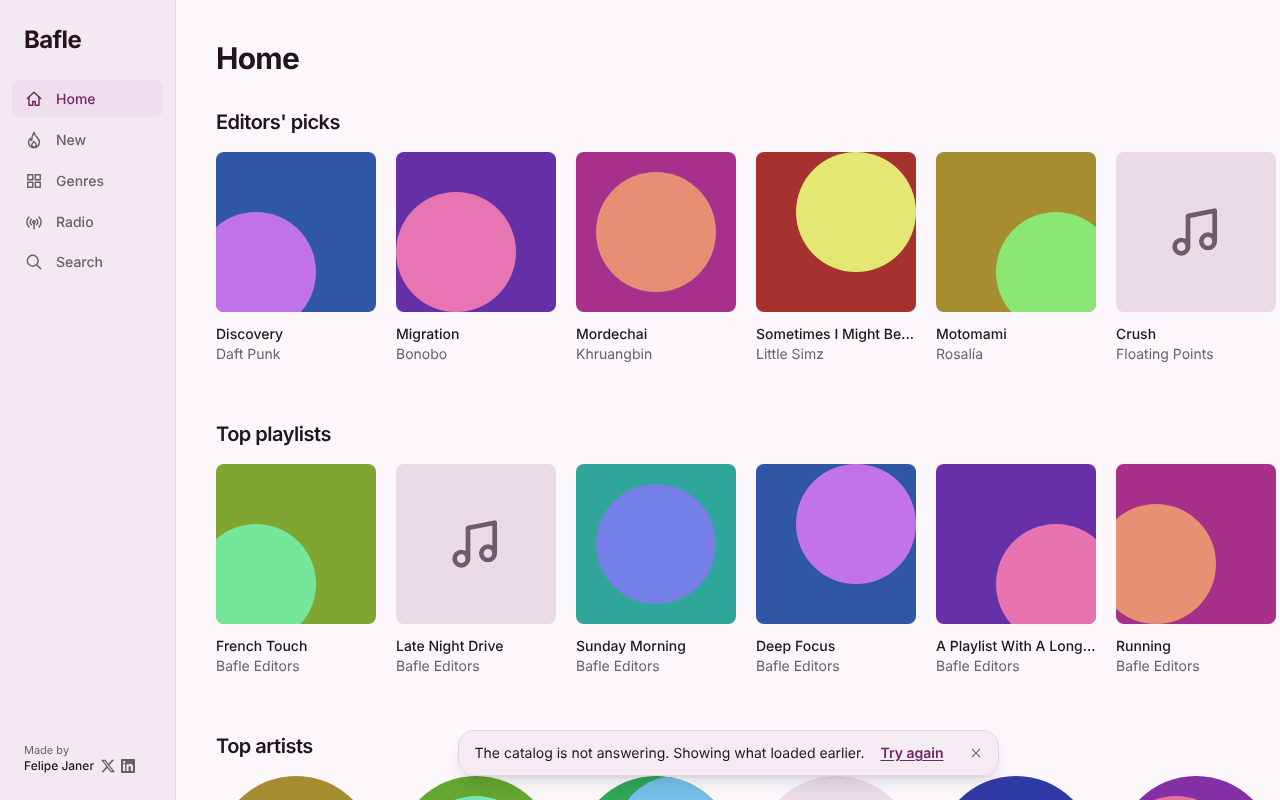 Bafle
Home
New
Genres
Radio
Search
Made by
Felipe Janer
Home
Editors' picks
Discovery
Daft Punk
Migration
Bonobo
Mordechai
Khruangbin
Sometimes I Might Be...
Little Simz
Motomami
Rosalía
Crush
Floating Points
Top playlists
French Touch
Bafle Editors
Late Night Drive
Bafle Editors
Sunday Morning
Bafle Editors
Deep Focus
Bafle Editors
A Playlist With A Long...
Bafle Editors
Running
Bafle Editors
Top artists
The catalog is not answering. Showing what loaded earlier. Try again